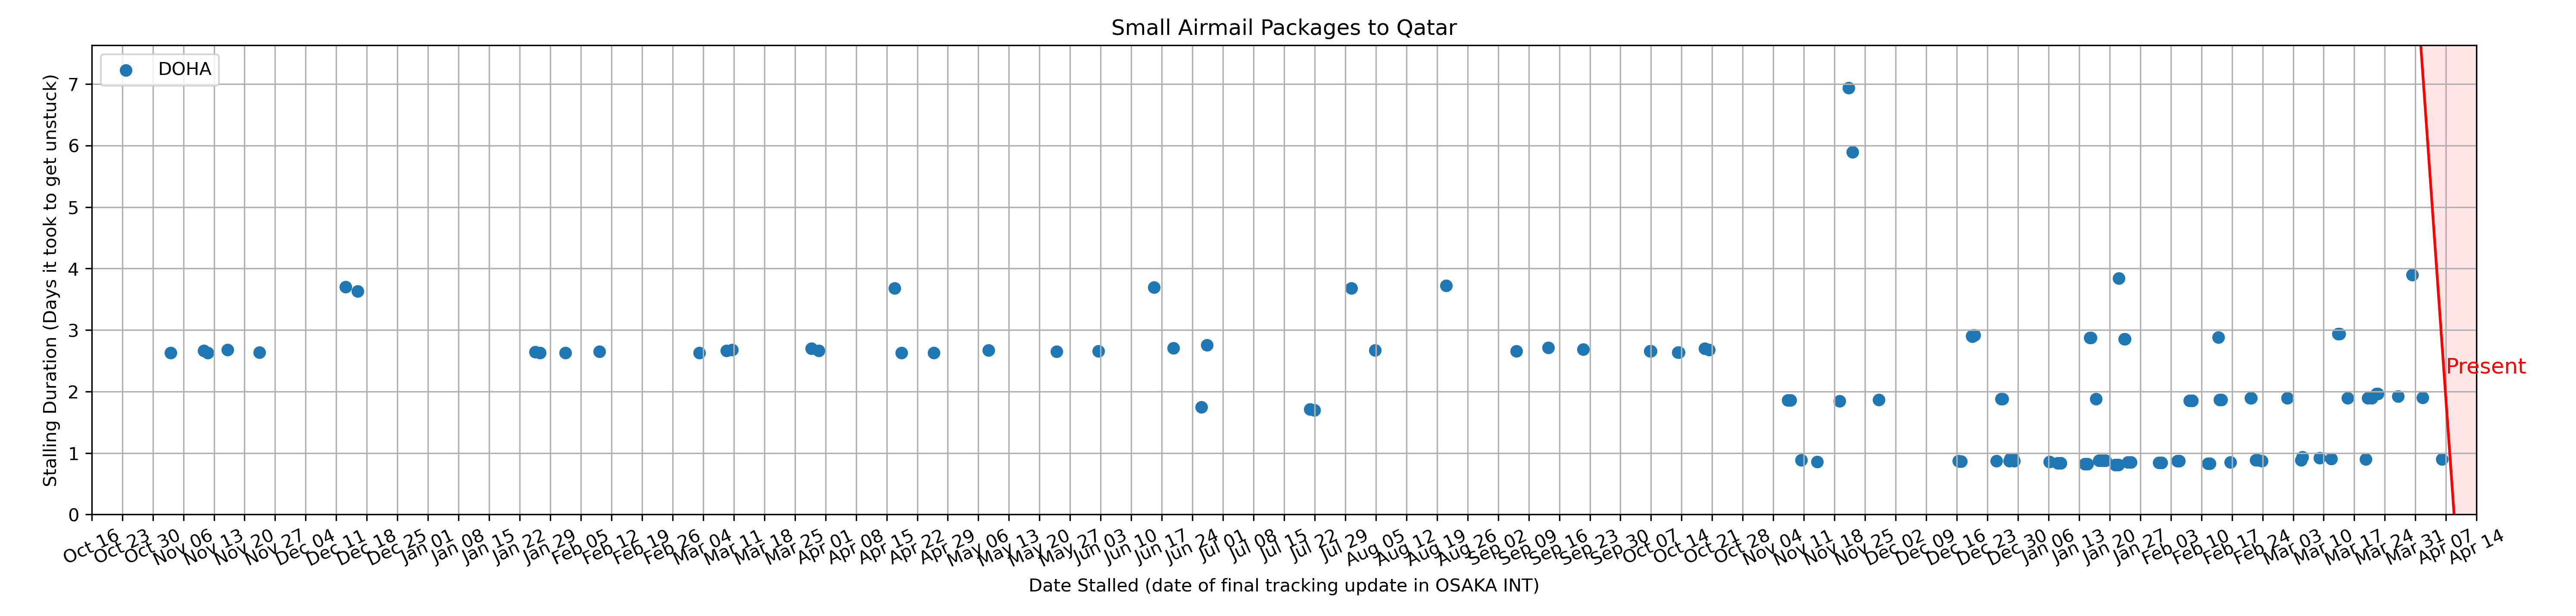 Small Airmail Packages to Qatar
DOHA
Stalling Duration (Days it took to get unstuck)
7
6
5
4
3
2
1
0
Present
Oct 16 Oct 23 Oct 30 Nov 06 Nov 13 Nov 20 Nov 27 Dec 04 Dec 11 Dec 18 Dec 25 Jan 01 Jan 08 Jan 15 Jan 22 Jan 29 Feb 05 Feb 12 Feb 19 Feb 26 Mar 04 Mar 11 Mar 18 Mar 25 Apr 01 Apr 08 Apr 15 Apr 22 Apr 29 May 06 May 13 May 20 May 27 Jun 03 Jun 10 Jun 17 Jun 24 Jul 01 Jul 08 Jul 15 Jul 22 Jul 29 Aug 05 Aug 12 Aug 19 Aug 26 Sep 02 Sep 09 Sep 16 Sep 23 Sep 30 Oct 07 Oct 14 Oct 21 Oct 28 Nov 04 Nov 11 Nov 18 Nov 25 Dec 02 Dec 09 Dec 16 Dec 23 Dec 30 Jan 06 Jan 13 Jan 20 Jan 27 Feb 03 Feb 10 Feb 17 Feb 24 Mar 03 Mar 10 Mar 17 Mar 24 Mar 31 Apr 07 Apr 14
Date Stalled (date of final tracking update in OSAKA INT)